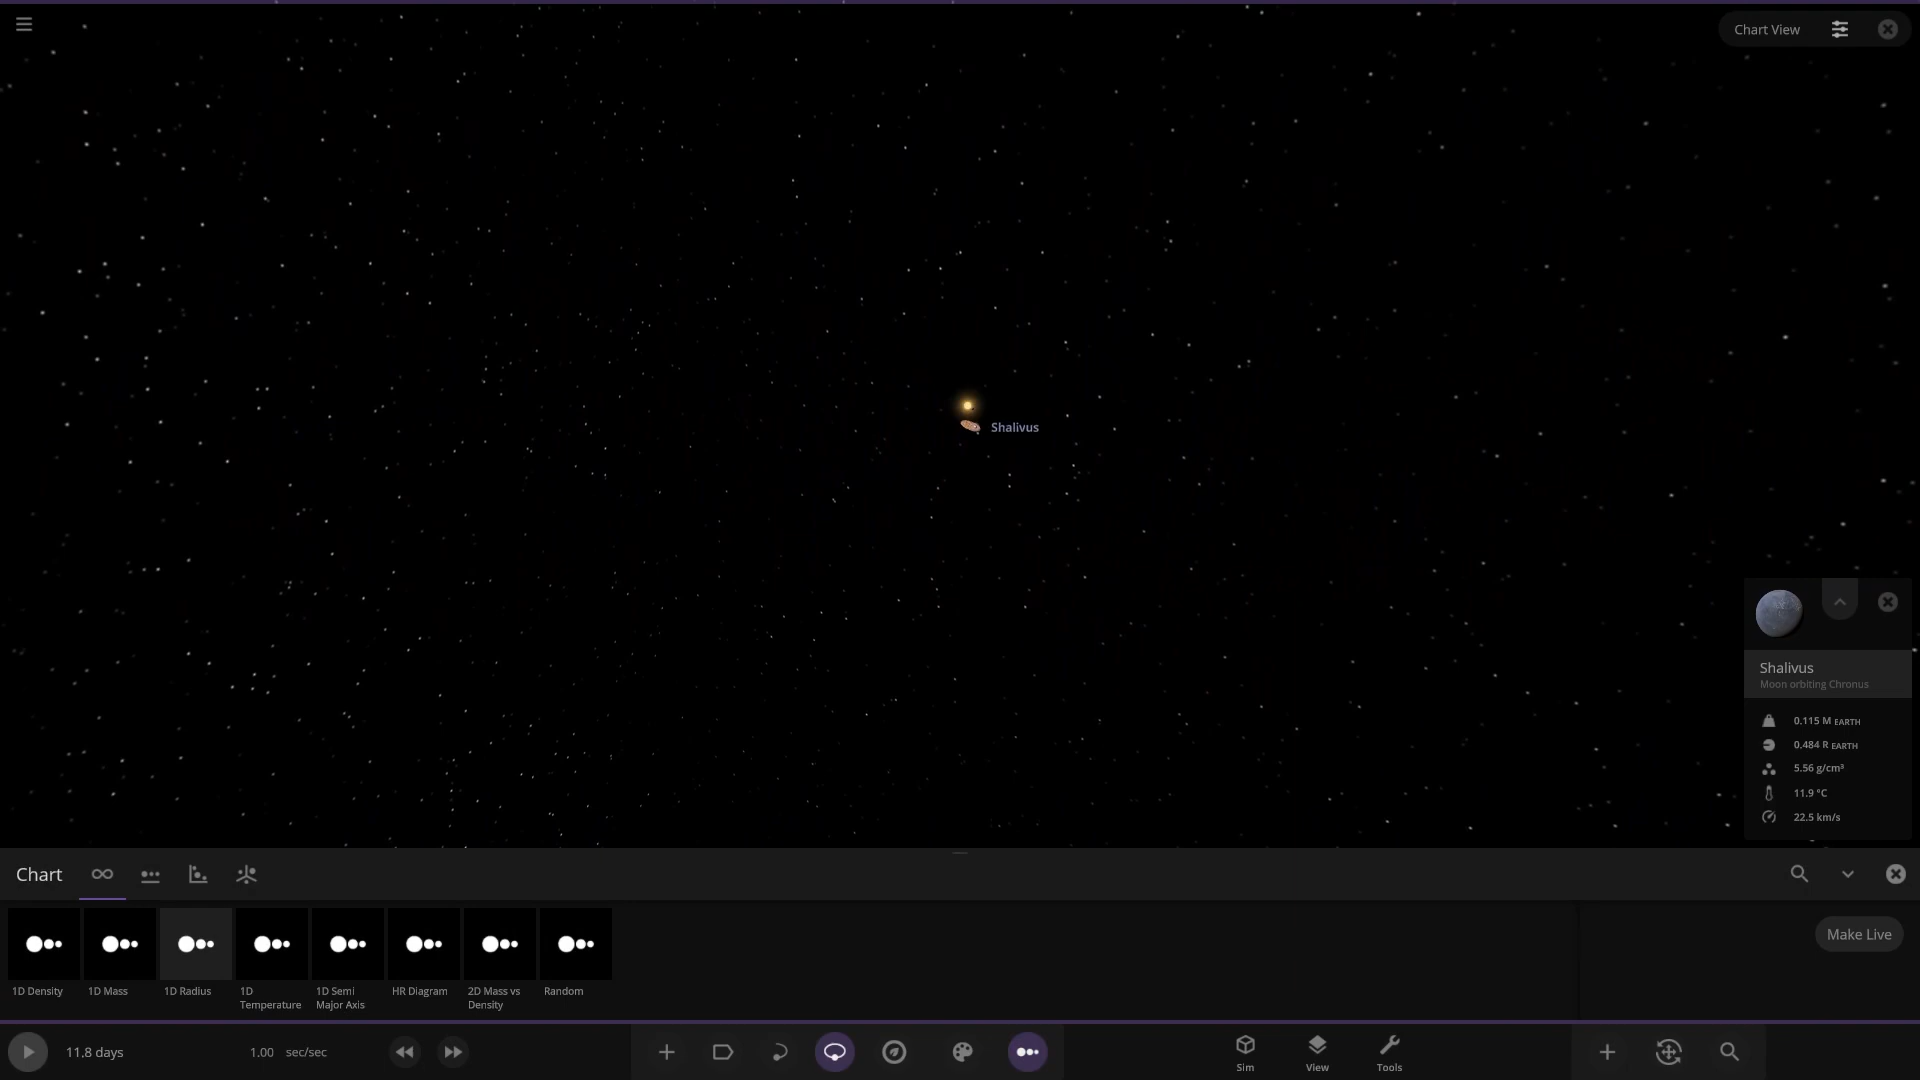 Chart View
Shalivus
Shalivus
Moon orbiting Chronus
0.115 M EARTH
0.484 R EARTH
5.56 g/cm³
11.9 °C
22.5 km/s
Chart
Make Live
1D Density
1D Mass
1D Radius
1D
Temperature
1D Semi
Major Axis
HR Diagram
2D Mass vs
Density
Random
11.8 days
1.00 sec/sec
Sim
View
Tools